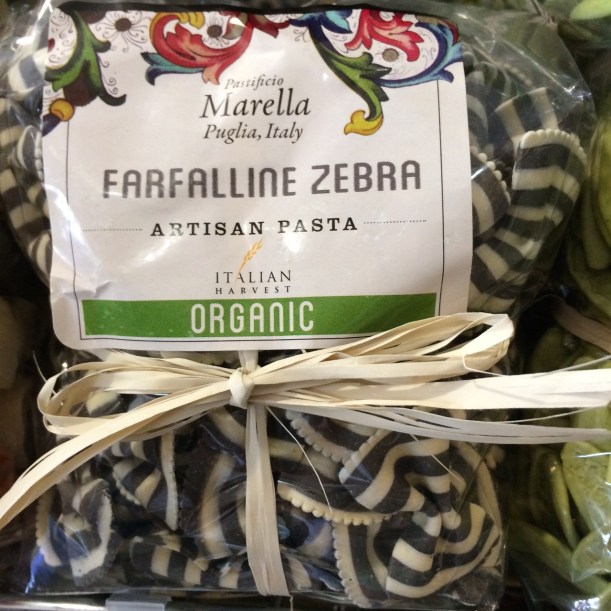 Pastificio
Marella
Puglia, Italy
FARFALLINE ZEBRA
ARTISAN PASTA
ITALIAN
HARVEST
ORGANIC